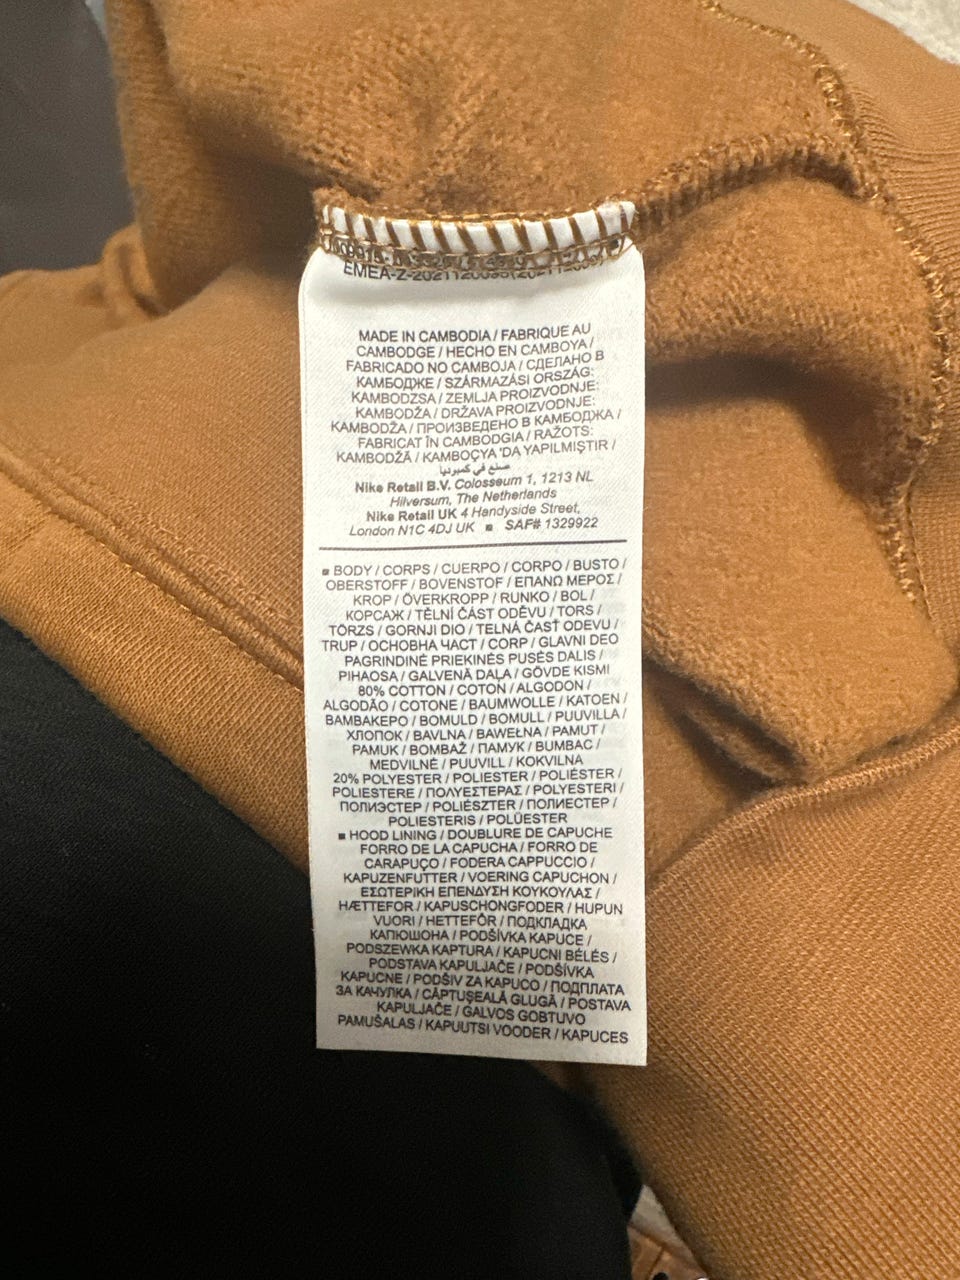 EMEA-Z-
MADE IN CAMBODIA / FABRIQUE AU
CAMBODGE / HECHO EN CAMBOYA /
FABRICADO NO CAMBOJA / СДЕЛАНО В
КАМБОДЖЕ / SZÁRMAZÁSI ORSZÁG:
KAMBODZSA / ZEMLJA PROIZVODNJE:
KAMBODŽA / DRŽAVA PROIZVODNJE:
KAMBODŽA / ПРОИЗВЕДЕНО В КАМБОДЖА /
FABRICAT ÎN CAMBODGIA / RAŽOTS:
KAMBODŽĀ / KAMBOÇYA 'DA YAPILMIŞTIR /
صنع في كمبوديا
Nike Retail B.V. Colosseum 1, 1213 NL
Hilversum, The Netherlands
Nike Retail UK 4 Handyside Street,
London N1C 4DJ UK ■ SAF# 1329922
■ BODY / CORPS / CUERPO / CORPO / BUSTO /
OBERSTOFF / BOVENSTOF / ΕΠΑΝΩ ΜΕΡΟΣ /
KROP / ÖVERKROPP / RUNKO / BOL /
КОРСАЖ / TĚLNÍ ČÁST ODĚVU / TORS /
TÖRZS / GORNJI DIO / TELNÁ ČASŤ ODEVU /
TRUP / ОСНОВНА ЧАСТ / CORP / GLAVNI DEO
PAGRINDINĖ PRIEKINĖS PUSĖS DALIS /
PIHAOSA / GALVENĀ DAĻA / GÖVDE KISMI
80% COTTON / COTON / ALGODON /
ALGODÃO / COTONE / BAUMWOLLE / KATOEN /
ΒΑΜΒΑΚΕΡΟ / BOMULD / BOMULL / PUUVILLA /
ХЛОПОК / BAVLNA / BAWEŁNA / PAMUT /
PAMUK / BOMBAŽ / ПАМУК / BUMBAC /
MEDVILNĖ / PUUVILL / KOKVILNA
20% POLYESTER / POLIESTER / POLIÉSTER /
POLIESTERE / ΠΟΛΥΕΣΤΕΡΑΣ / POLYESTERI /
ПОЛИЭСТЕР / POLIÉSZTER / ПОЛИЕСТЕР /
POLIESTERIS / POLÜESTER
■ HOOD LINING / DOUBLURE DE CAPUCHE
FORRO DE LA CAPUCHA / FORRO DE
CARAPUÇO / FODERA CAPPUCCIO /
KAPUZENFUTTER / VOERING CAPUCHON /
ΕΣΩΤΕΡΙΚΗ ΕΠΕΝΔΥΣΗ ΚΟΥΚΟΥΛΑΣ /
HÆTTEFOR / KAPUSCHONGFODER / HUPUN
VUORI / HETTEFÔR / ПОДКЛАДКА
КАПЮШОНА / PODŠÍVKA KAPUCE /
PODSZEWKA KAPTURA / KAPUCNI BÉLÉS /
PODSTAVA KAPULJAČE / PODŠÍVKA
KAPUCNE / PODŠIV ZA KAPUCO / ПОДПЛАТА
ЗА КАЧУЛКА / CĂPTUŞEALĂ GLUGĂ / POSTAVA
KAPULJAČE / GALVOS GOBTUVO
PAMUŠALAS / KAPUUTSI VOODER / KAPUCES